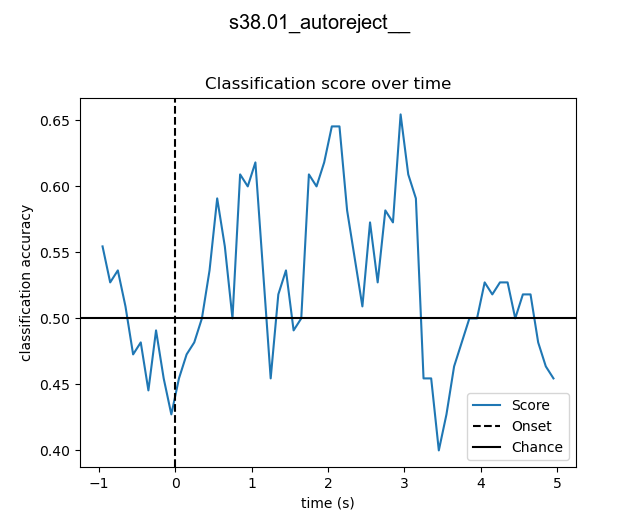 s38.01_autoreject__
Classification score over time
classification accuracy
0.65
0.60
0.55
0.50
0.45
0.40
−1
0
1
2
3
4
5
time (s)
Score
Onset
Chance